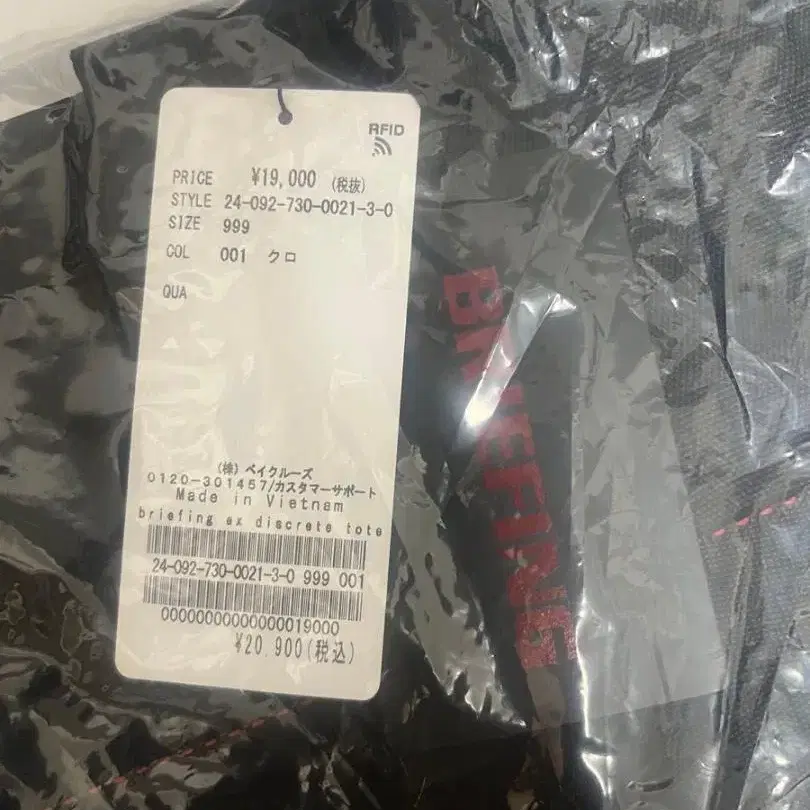 RFID
PRICE ¥19,000 (税抜)
STYLE 24-092-730-0021-3-0
SIZE 999
COL 001 クロ
QUA
(株) ベイクルーズ
0120-301457/カスタマーサポート
Made in Vietnam
briefing ex discrete tote
24-092-730-0021-3-0 999 001
00000000000000019000
¥20,900(税込)
BRIEFING